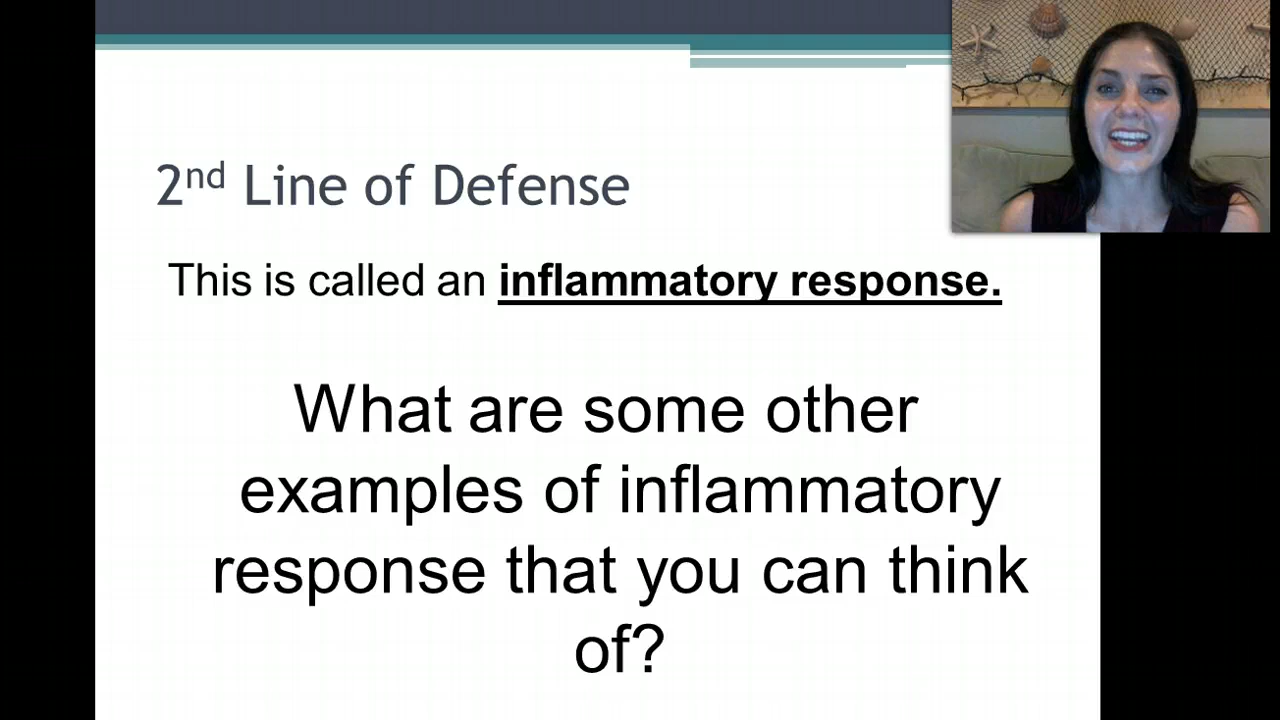 2nd Line of Defense
This is called an inflammatory response.
What are some other
examples of inflammatory
response that you can think
of?